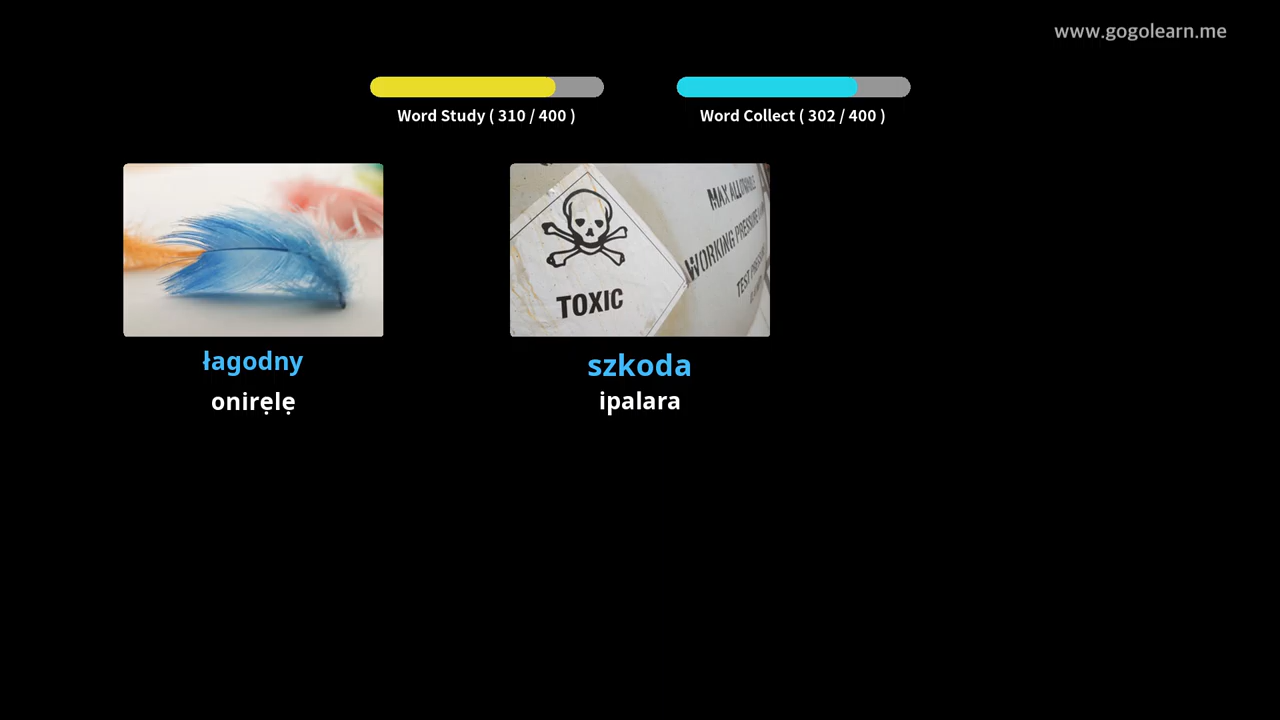 www.gogolearn.me
Word Study ( 310 / 400 )
Word Collect ( 302 / 400 )
TOXIC
MAX ALLOWABLE
WORKING PRESSURE
łagodny
onirẹlẹ
szkoda
ipalara